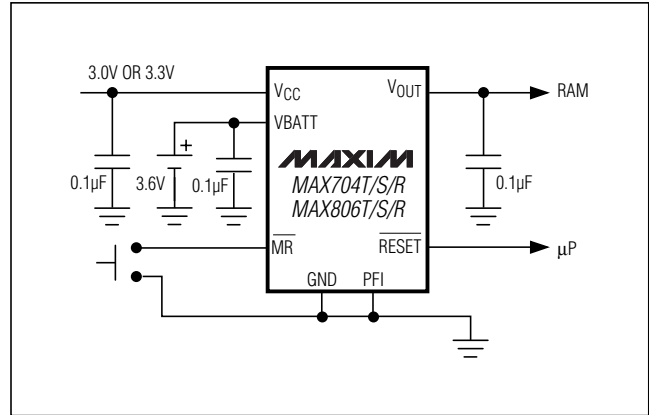 3.0V OR 3.3V
VCC
VOUT
RAM
VBATT
+
MAXIM
0.1µF
3.6V
0.1µF
MAX704T/S/R
0.1µF
MAX806T/S/R
MR
RESET
µP
GND
PFI